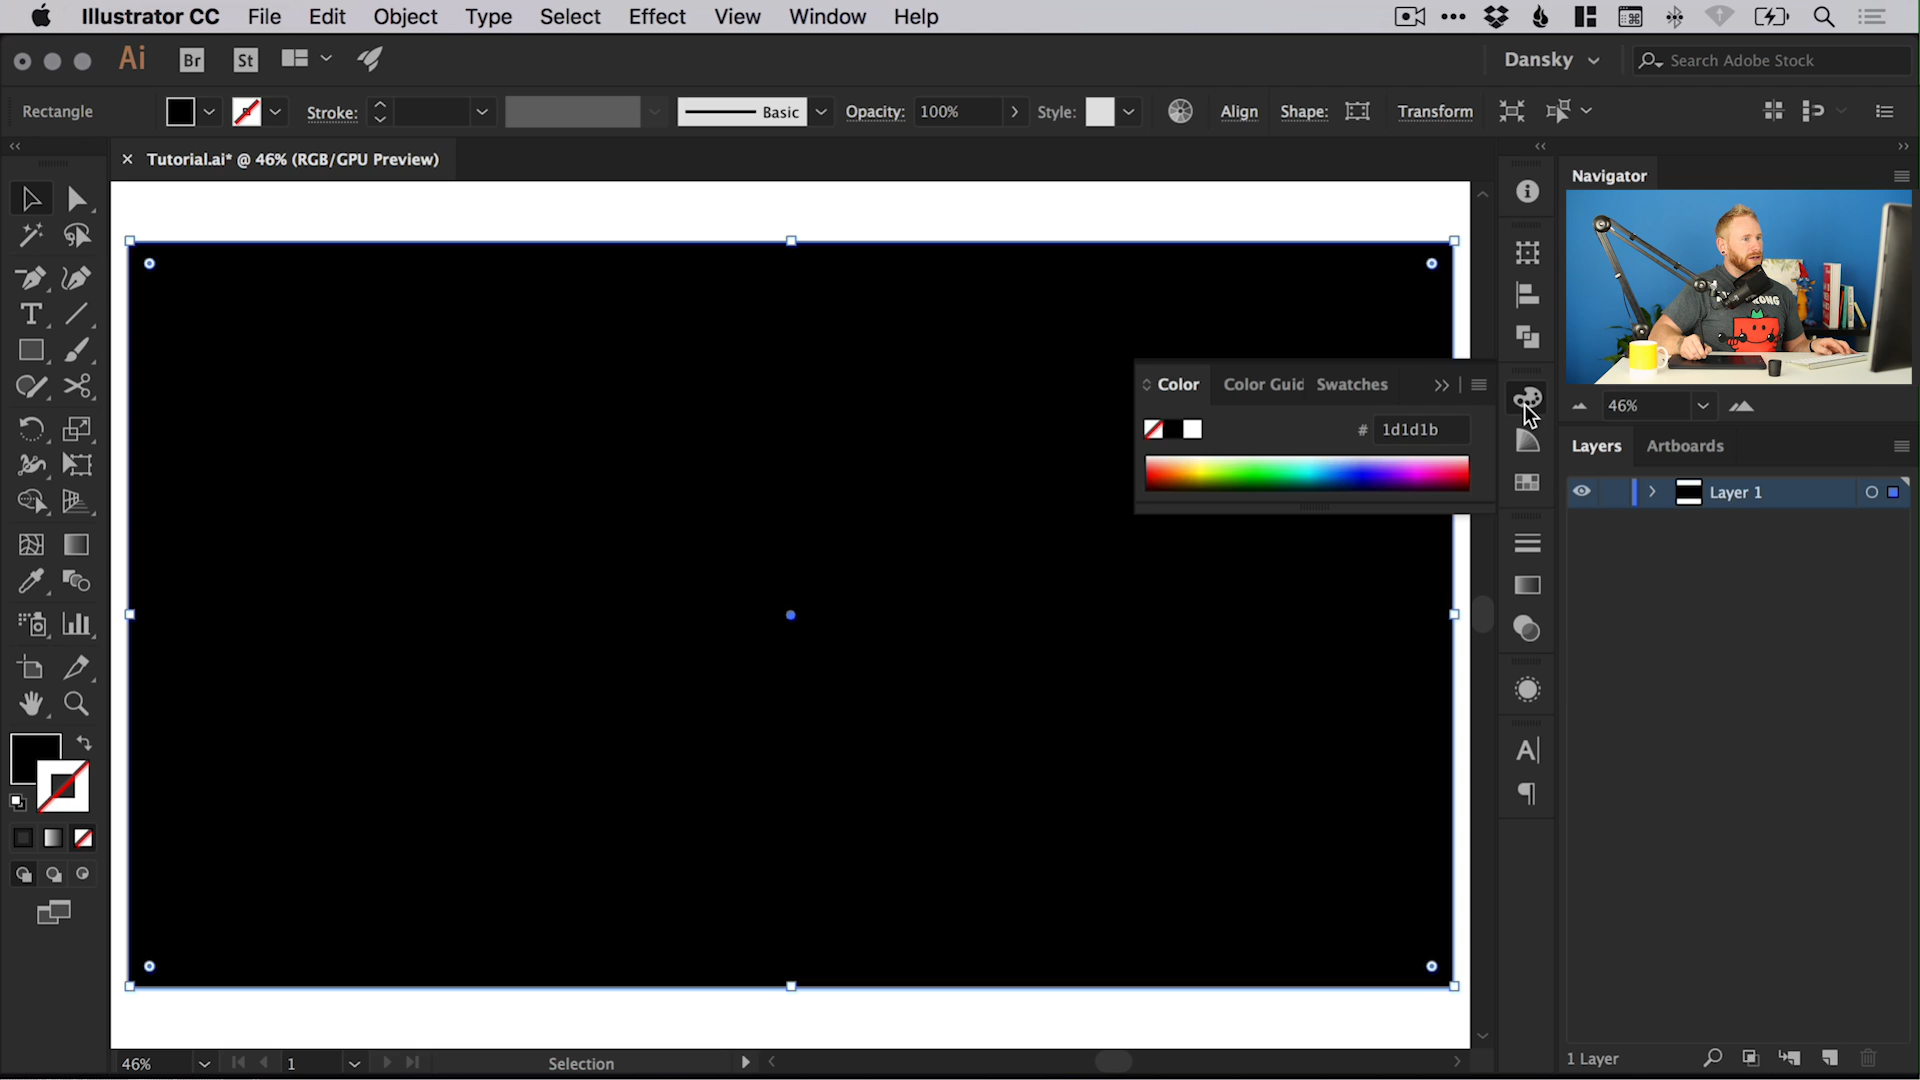 Illustrator CC File Edit Object Type Select Effect View Window Help
Ai Br St Dansky Search Adobe Stock
Rectangle Stroke: Basic Opacity: 100% Style: Align Shape: Transform
Tutorial.ai* @ 46% (RGB/GPU Preview)
Navigator
Color Color Guid Swatches
# 1d1d1b
46%
Layers Artboards
Layer 1
46% 1 Selection
1 Layer